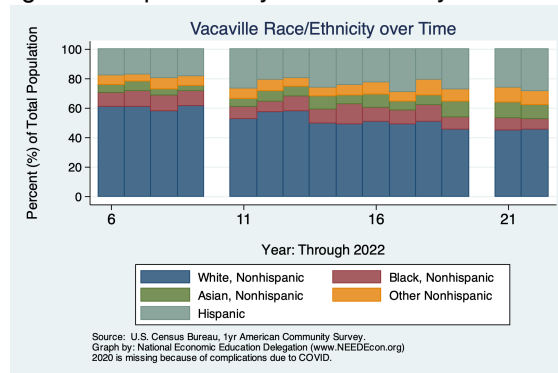 Vacaville Race/Ethnicity over Time
Percent (%) of Total Population
100
80
60
40
20
0
6
11
16
21
Year: Through 2022
White, Nonhispanic
Black, Nonhispanic
Asian, Nonhispanic
Other Nonhispanic
Hispanic
Source: U.S. Census Bureau, 1yr American Community Survey.
Graph by: National Economic Education Delegation (www.NEEDEcon.org)
2020 is missing because of complications due to COVID.